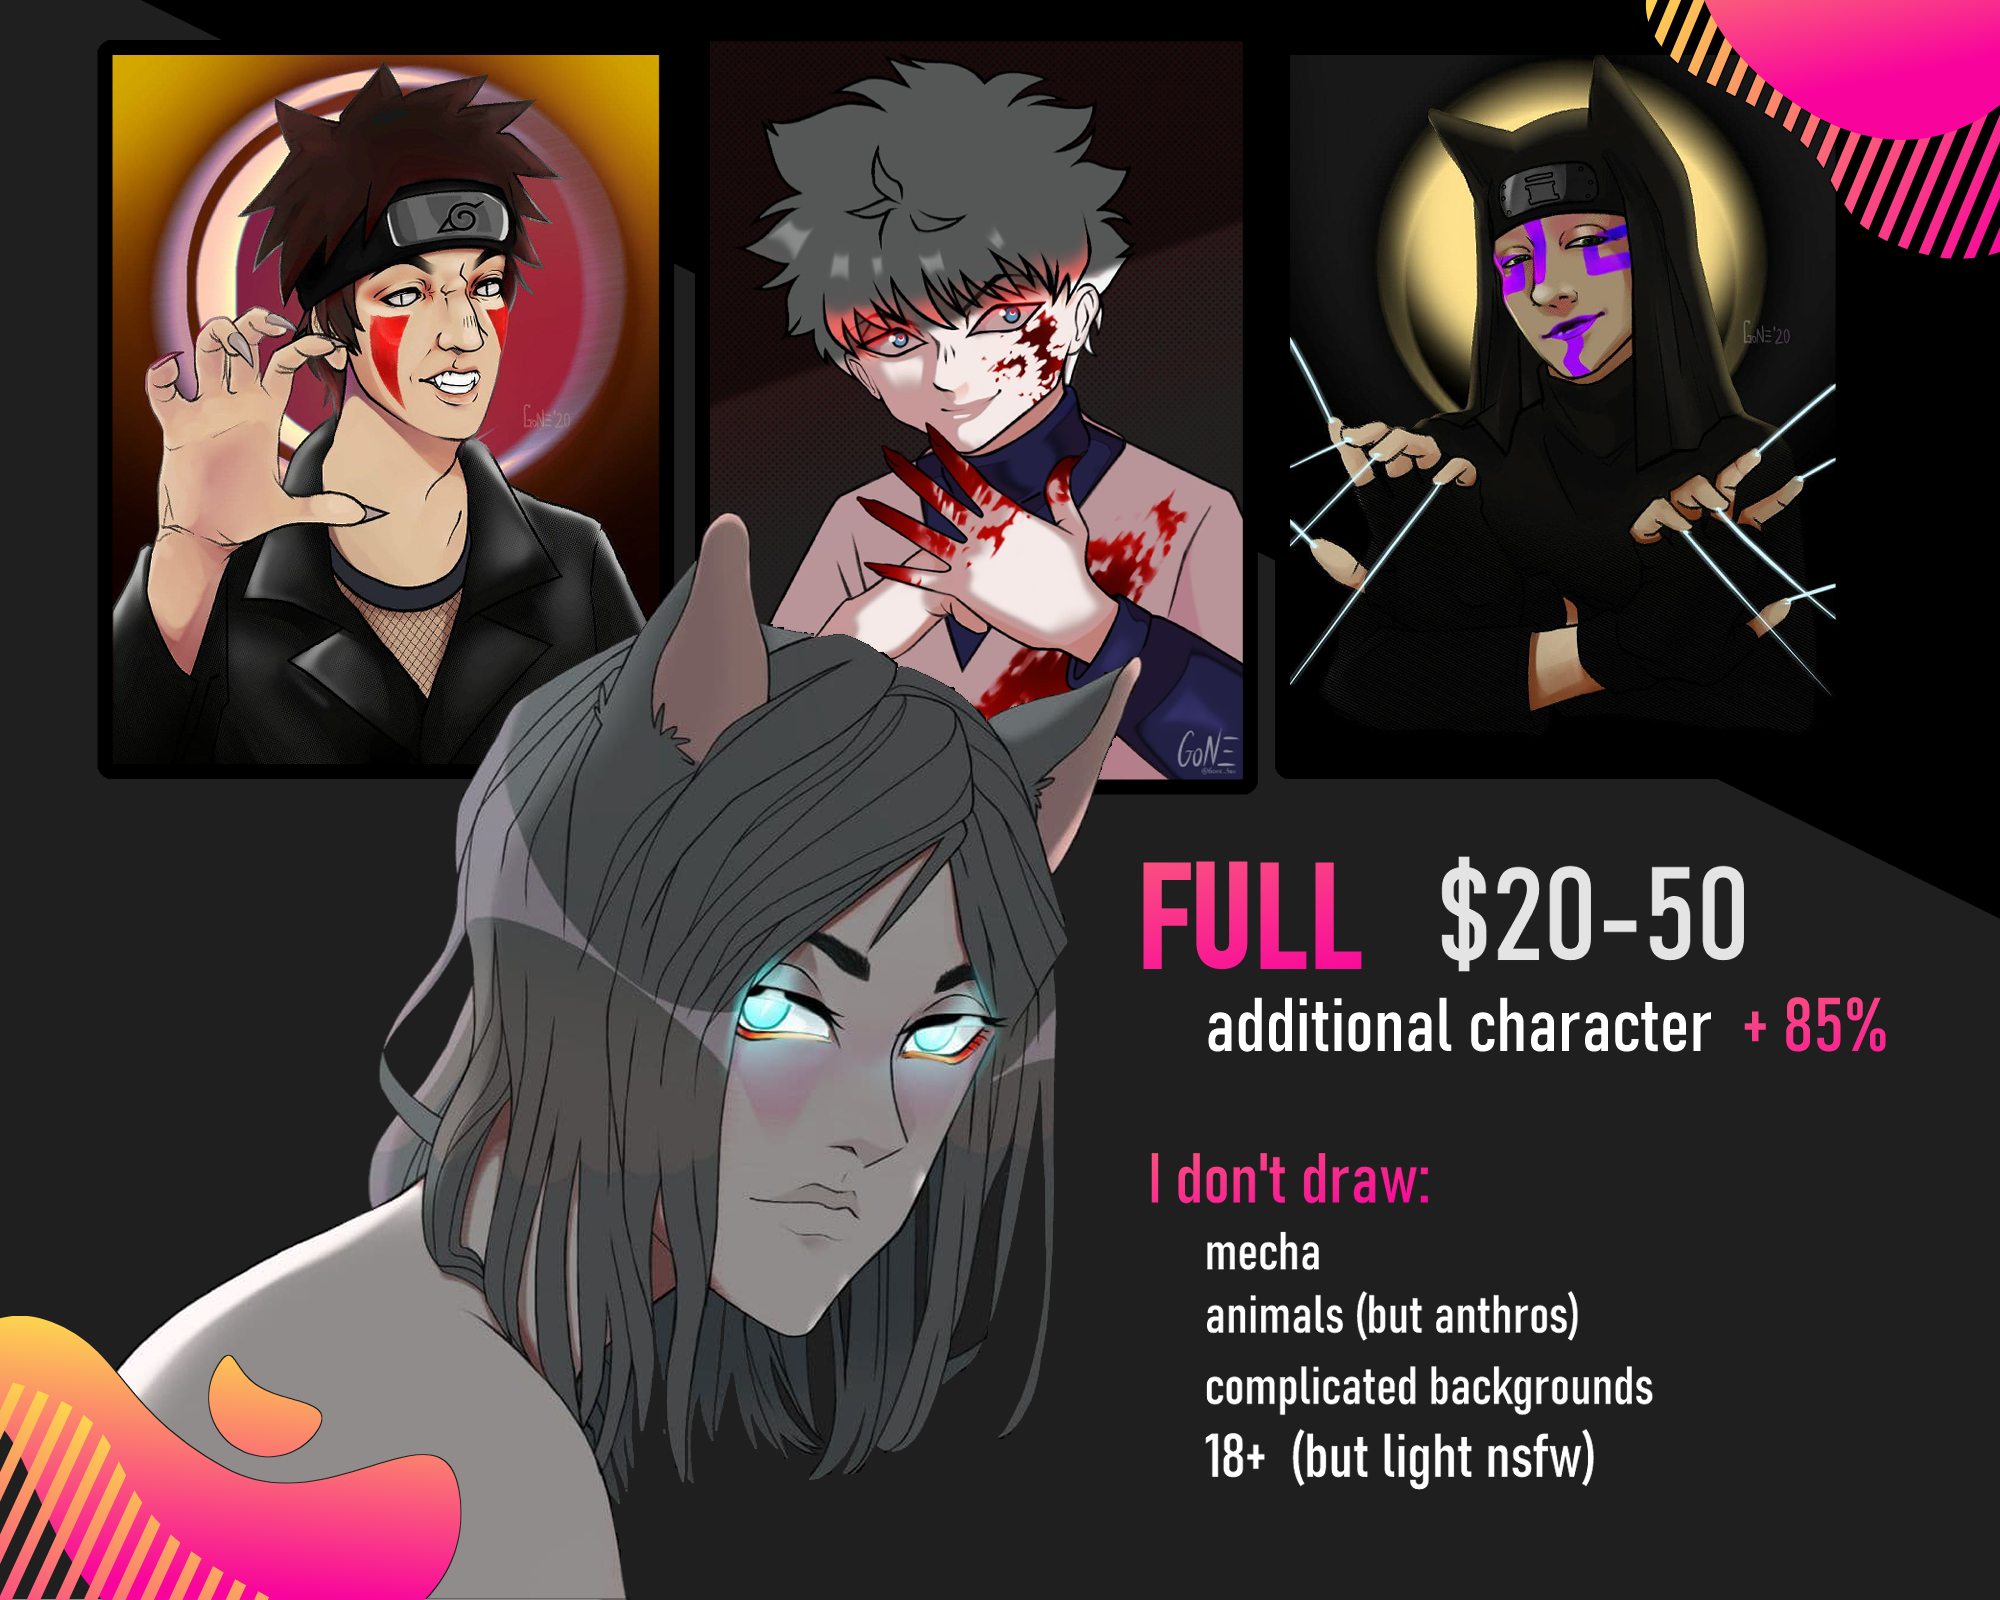 GoNE'20
GoNE'20
GoNE
FULL $20-50
additional character + 85%
I don't draw:
mecha
animals (but anthros)
complicated backgrounds
18+ (but light nsfw)